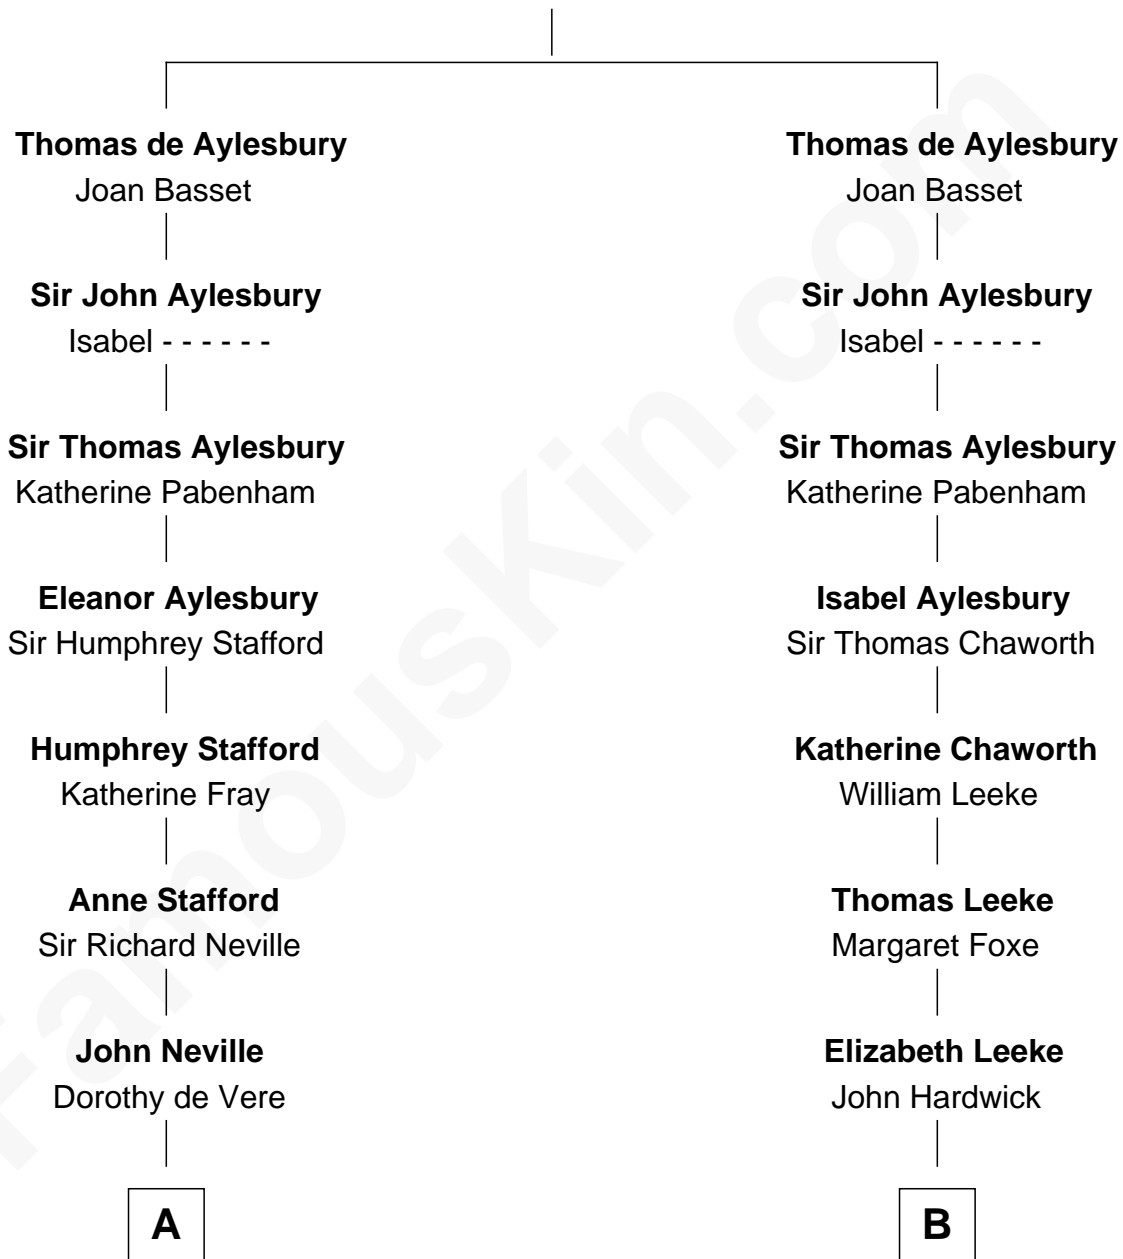 Thomas de Aylesbury
Joan Basset
Sir John Aylesbury
Isabel - - - - - -
Sir Thomas Aylesbury
Katherine Pabenham
Eleanor Aylesbury
Sir Humphrey Stafford
Humphrey Stafford
Katherine Fray
Anne Stafford
Sir Richard Neville
John Neville
Dorothy de Vere
A
Thomas de Aylesbury
Joan Basset
Sir John Aylesbury
Isabel - - - - - -
Sir Thomas Aylesbury
Katherine Pabenham
Isabel Aylesbury
Sir Thomas Chaworth
Katherine Chaworth
William Leeke
Thomas Leeke
Margaret Foxe
Elizabeth Leeke
John Hardwick
B
FamousKin.com